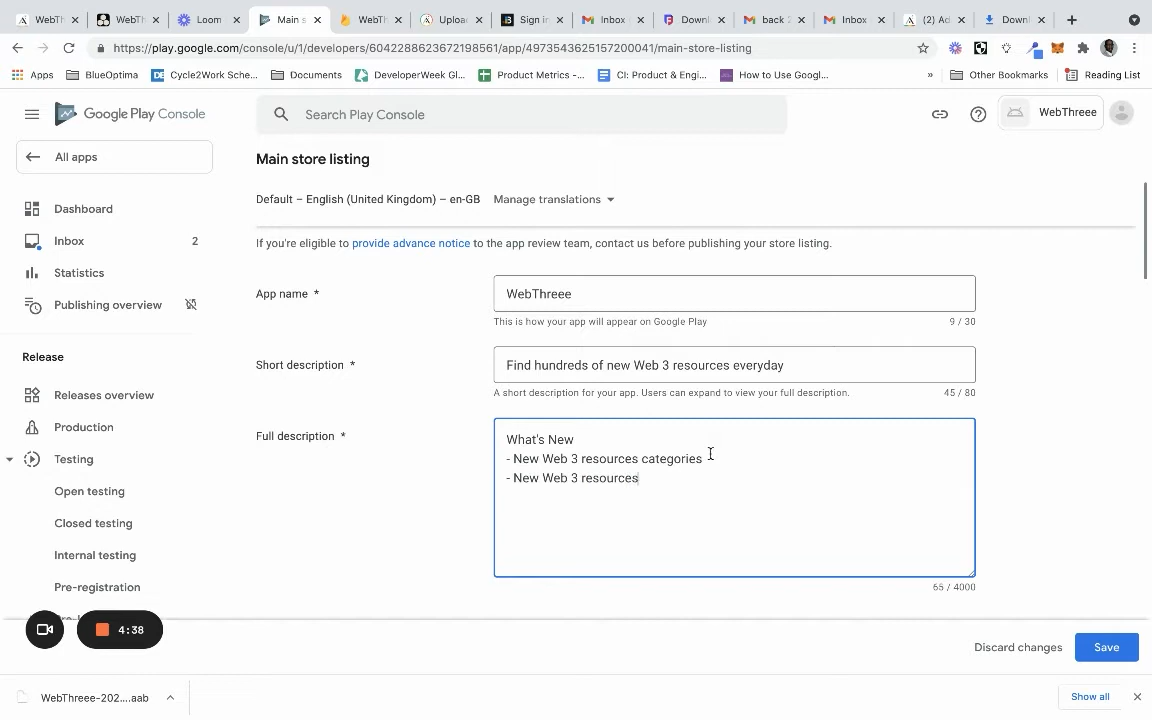 WebTh
WebTh
Loom
Main s
WebTh
Uploa
Sign in
Inbox
Downl
back 2
Inbox
(2) Ad
Downl
https://play.google.com/console/u/1/developers/6042288623672198561/app/4973543625157200041/main-store-listing
Apps
BlueOptima
Cycle2Work Sche...
Documents
DeveloperWeek Gl...
Product Metrics -...
CI: Product & Engi...
How to Use Googl...
»
Other Bookmarks
Reading List
Google Play Console
Search Play Console
WebThreee
All apps
Main store listing
Default – English (United Kingdom) – en-GB
Manage translations
Dashboard
Inbox
2
If you're eligible to provide advance notice to the app review team, contact us before publishing your store listing.
Statistics
Publishing overview
App name *
WebThreee
This is how your app will appear on Google Play
9 / 30
Release
Short description *
Find hundreds of new Web 3 resources everyday
A short description for your app. Users can expand to view your full description.
45 / 80
Releases overview
Production
Full description *
What's New
- New Web 3 resources categories
- New Web 3 resources
65 / 4000
Testing
Open testing
Closed testing
Internal testing
Pre-registration
4:38
Discard changes
Save
WebThreee-202....aab
Show all